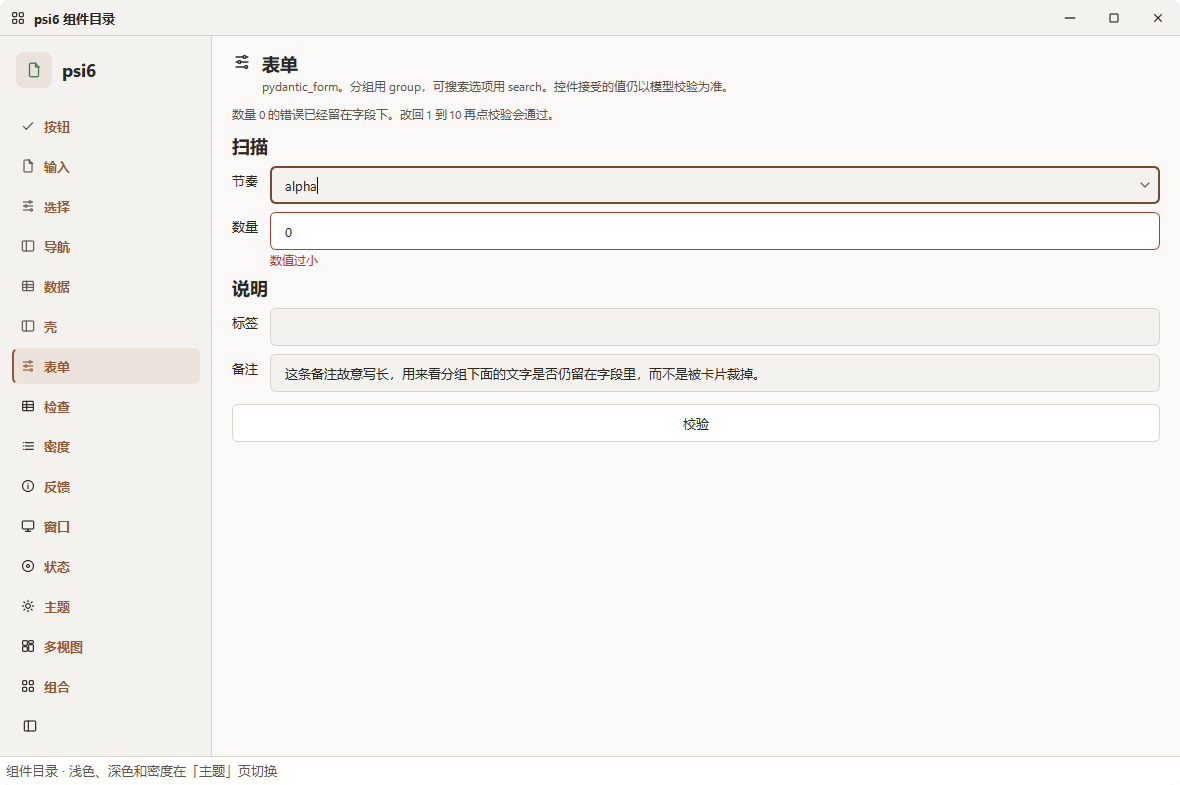 psi6 组件目录
psi6
按钮
输入
选择
导航
数据
壳
表单
检查
密度
反馈
窗口
状态
主题
多视图
组合
表单
pydantic_form。分组用 group，可搜索选项用 search。控件接受的值仍以模型校验为准。
数量 0 的错误已经留在字段下。改回 1 到 10 再点校验会通过。
扫描
节奏 alpha
数量 0
数值过小
说明
标签
备注 这条备注故意写长，用来看分组下面的文字是否仍留在字段里，而不是被卡片裁掉。
校验
组件目录 · 浅色、深色和密度在「主题」页切换